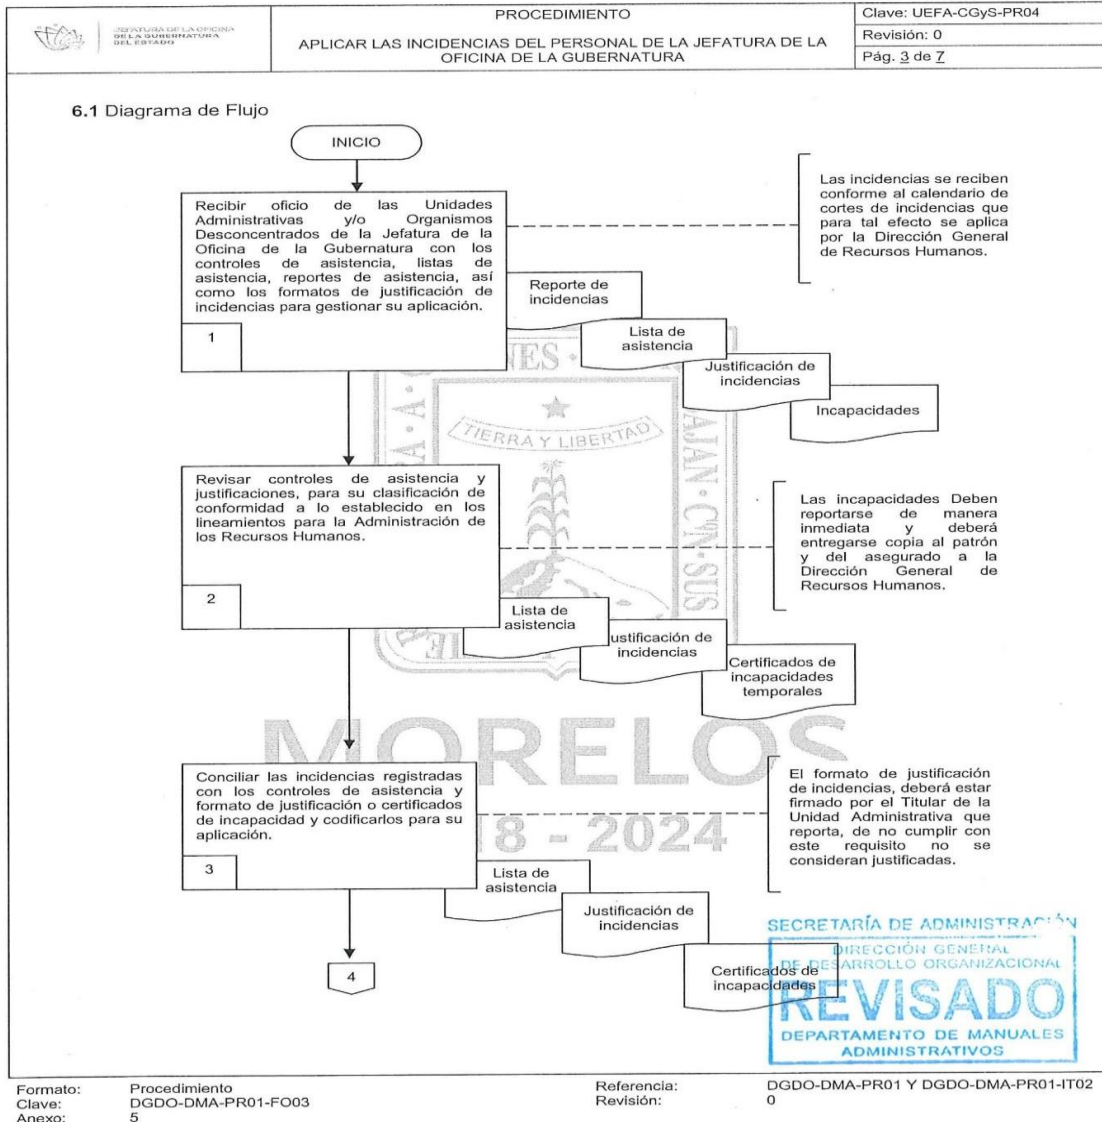 JEFATURA DE LA OFICINA
DE LA GUBERNATURA
DEL ESTADO
PROCEDIMIENTO
APLICAR LAS INCIDENCIAS DEL PERSONAL DE LA JEFATURA DE LA
OFICINA DE LA GUBERNATURA
Clave: UEFA-CGyS-PR04
Revisión: 0
Pág. 3 de 7
6.1 Diagrama de Flujo
INICIO
Recibir oficio de las Unidades
Administrativas y/o Organismos
Desconcentrados de la Jefatura de la
Oficina de la Gubernatura con los
controles de asistencia, listas de
asistencia, reportes de asistencia, así
como los formatos de justificación de
incidencias para gestionar su aplicación.
1
Las incidencias se reciben
conforme al calendario de
cortes de incidencias que
para tal efecto se aplica
por la Dirección General
de Recursos Humanos.
Reporte de
incidencias
Lista de
asistencia
Justificación de
incidencias
Incapacidades
TIERRA Y LIBERTAD
Revisar controles de asistencia y
justificaciones, para su clasificación de
conformidad a lo establecido en los
lineamientos para la Administración de
los Recursos Humanos.
2
Las incapacidades Deben
reportarse de manera
inmediata y deberá
entregarse copia al patrón
y del asegurado a la
Dirección General de
Recursos Humanos.
Lista de
asistencia
ustificación de
incidencias
Certificados de
incapacidades
temporales
MORELOS
18 - 2024
Conciliar las incidencias registradas
con los controles de asistencia y
formato de justificación o certificados
de incapacidad y codificarlos para su
aplicación.
3
El formato de justificación
de incidencias, deberá estar
firmado por el Titular de la
Unidad Administrativa que
reporta, de no cumplir con
este requisito no se
consideran justificadas.
Lista de
asistencia
Justificación de
incidencias
Certificados de
incapacidades
4
SECRETARÍA DE ADMINISTRACIÓN
DIRECCIÓN GENERAL
DE DESARROLLO ORGANIZACIONAL
REVISADO
DEPARTAMENTO DE MANUALES
ADMINISTRATIVOS
Formato: Procedimiento
Clave: DGDO-DMA-PR01-FO03
Anexo: 5
Referencia: DGDO-DMA-PR01 Y DGDO-DMA-PR01-IT02
Revisión: 0